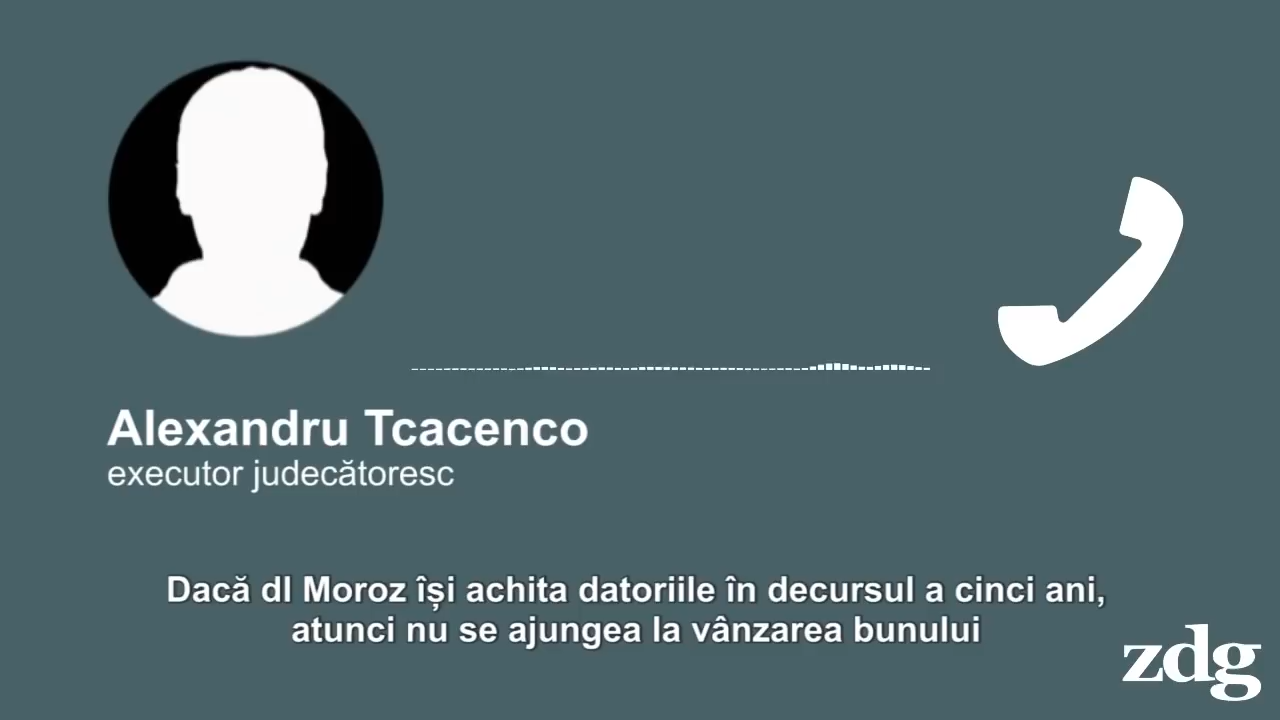 Alexandru Tcacenco
executor judecătoresc
Dacă dl Moroz își achita datoriile în decursul a cinci ani,
atunci nu se ajungea la vânzarea bunului
zdg